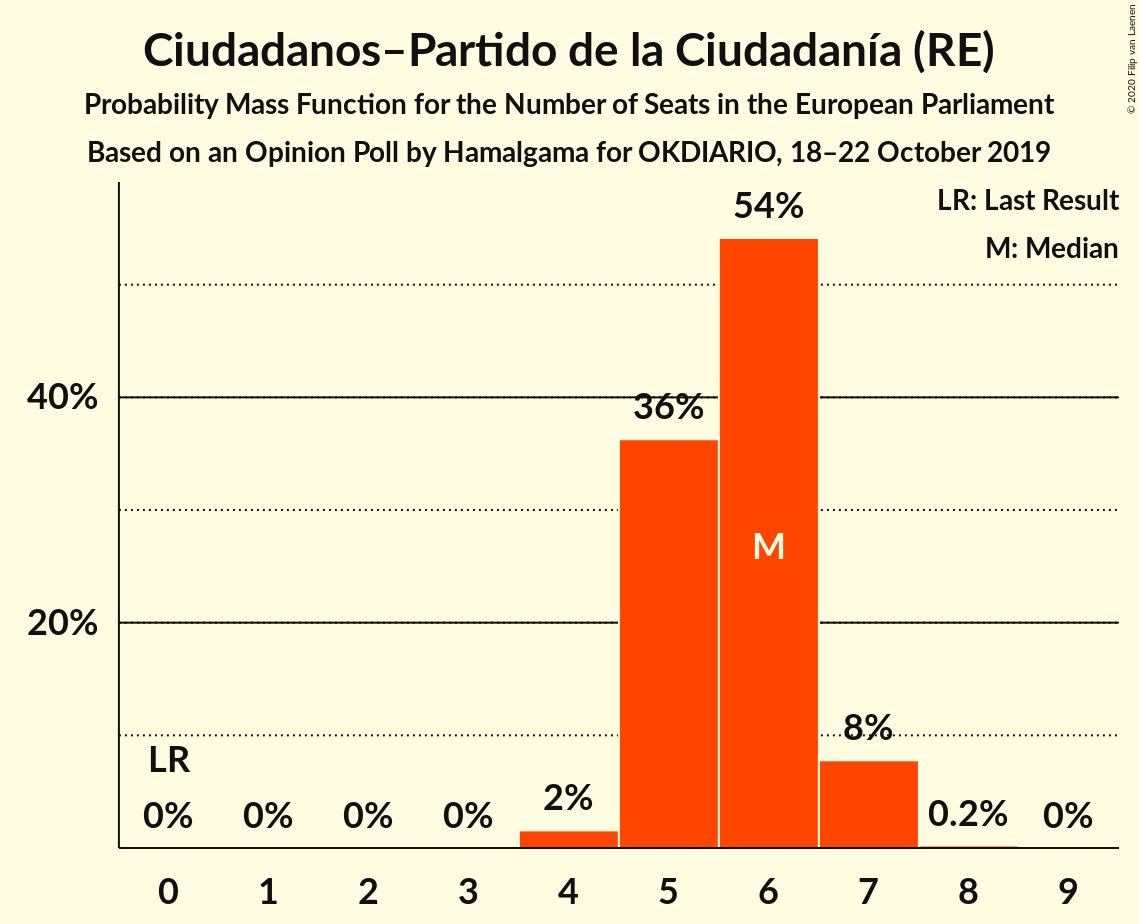 Ciudadanos–Partido de la Ciudadanía (RE)
Probability Mass Function for the Number of Seats in the European Parliament
Based on an Opinion Poll by Hamalgama for OKDIARIO, 18–22 October 2019
© 2020 Filip van Laenen
LR: Last Result
M: Median
54%
40%
36%
M
20%
8%
LR
2%
0% 0% 0% 0% 0.2% 0%
0 1 2 3 4 5 6 7 8 9